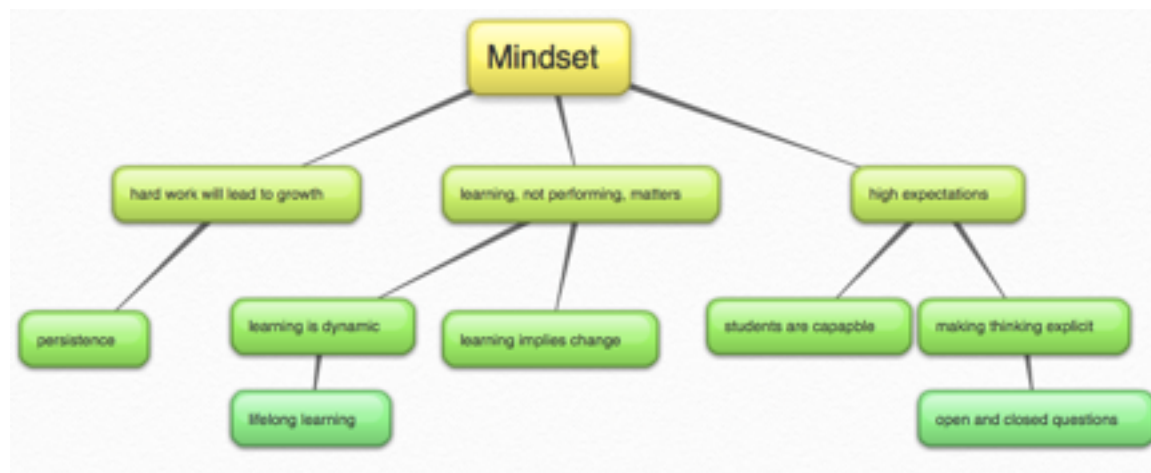 Mindset
hard work will lead to growth
learning, not performing, matters
high expectations
persistence
learning is dynamic
learning implies change
students are capapble
making thinking explicit
lifelong learning
open and closed questions